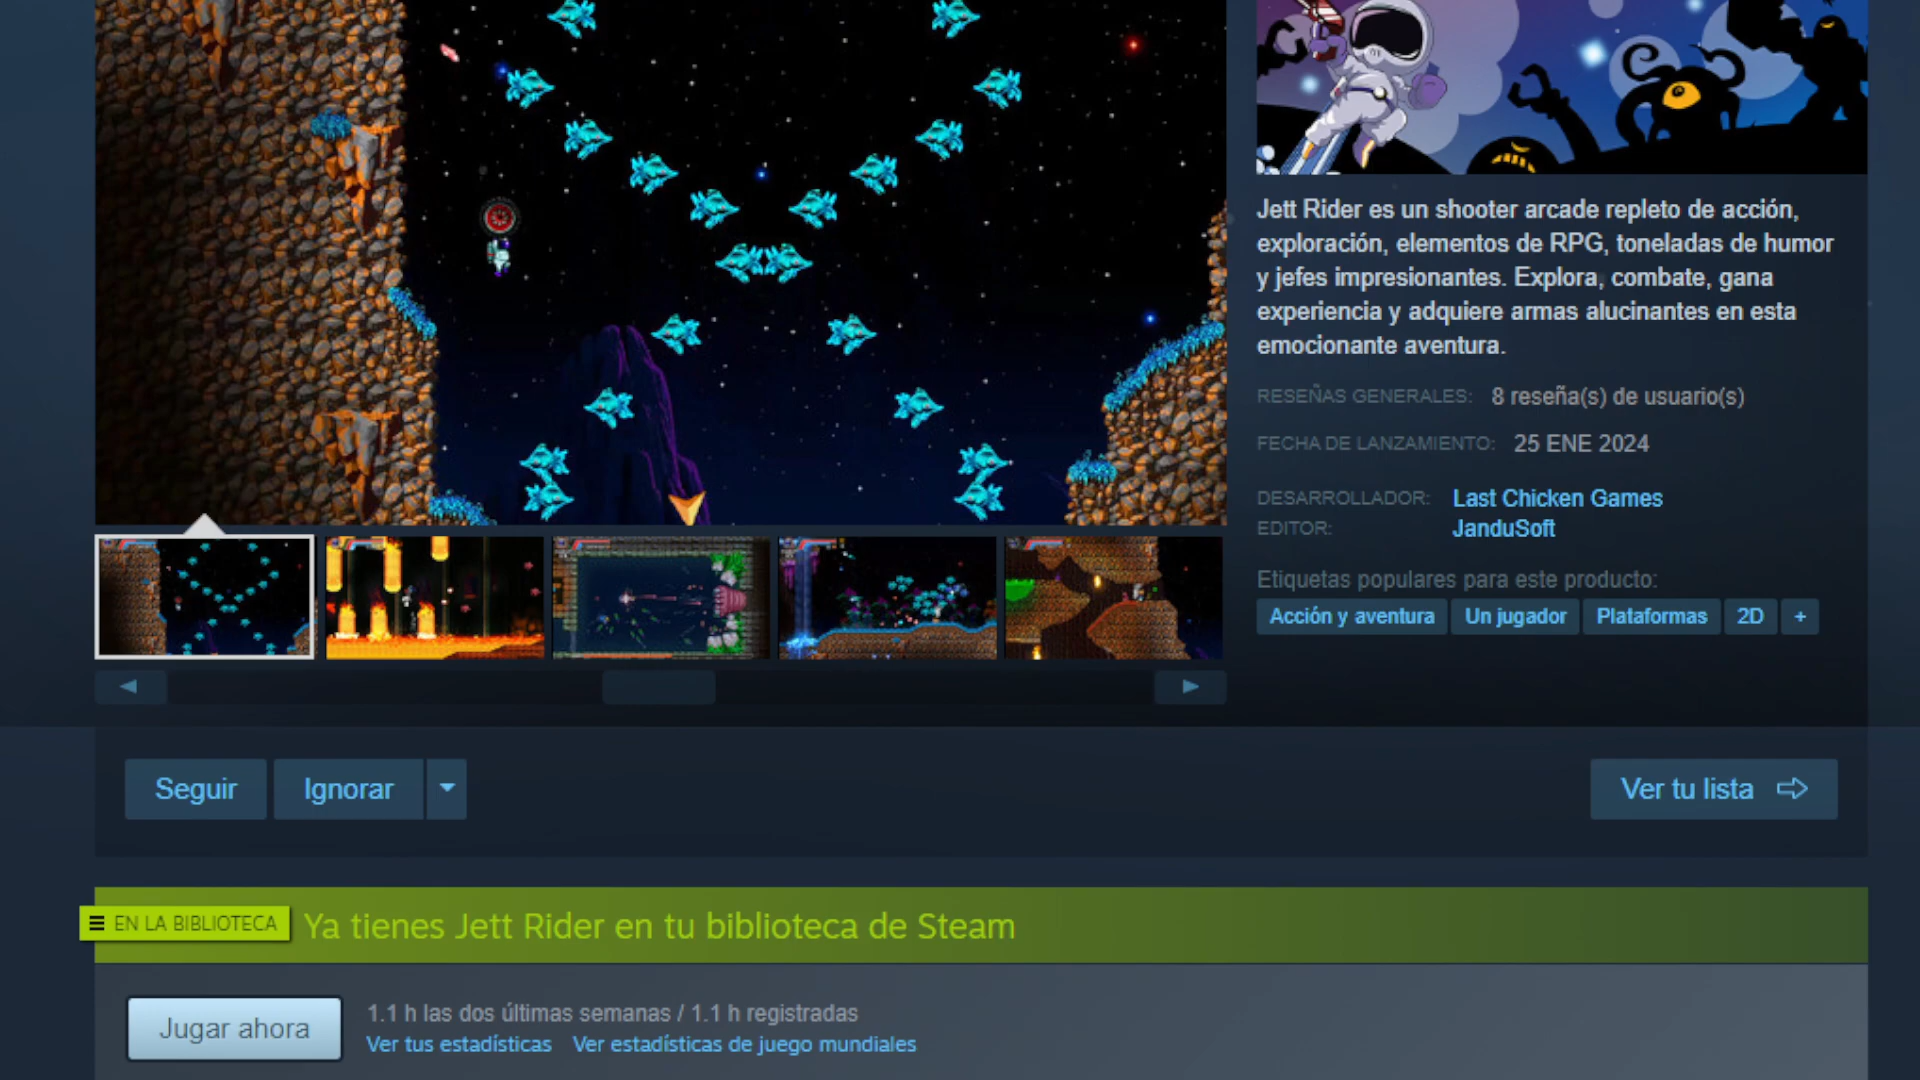 Jett Rider es un shooter arcade repleto de acción,
exploración, elementos de RPG, toneladas de humor
y jefes impresionantes. Explora, combate, gana
experiencia y adquiere armas alucinantes en esta
emocionante aventura.
RESEÑAS GENERALES: 8 reseña(s) de usuario(s)
FECHA DE LANZAMIENTO: 25 ENE 2024
DESARROLLADOR: Last Chicken Games
EDITOR: JanduSoft
Etiquetas populares para este producto:
Acción y aventura Un jugador Plataformas 2D +
Seguir Ignorar Ver tu lista
EN LA BIBLIOTECA Ya tienes Jett Rider en tu biblioteca de Steam
Jugar ahora
1.1 h las dos últimas semanas / 1.1 h registradas
Ver tus estadísticas Ver estadísticas de juego mundiales